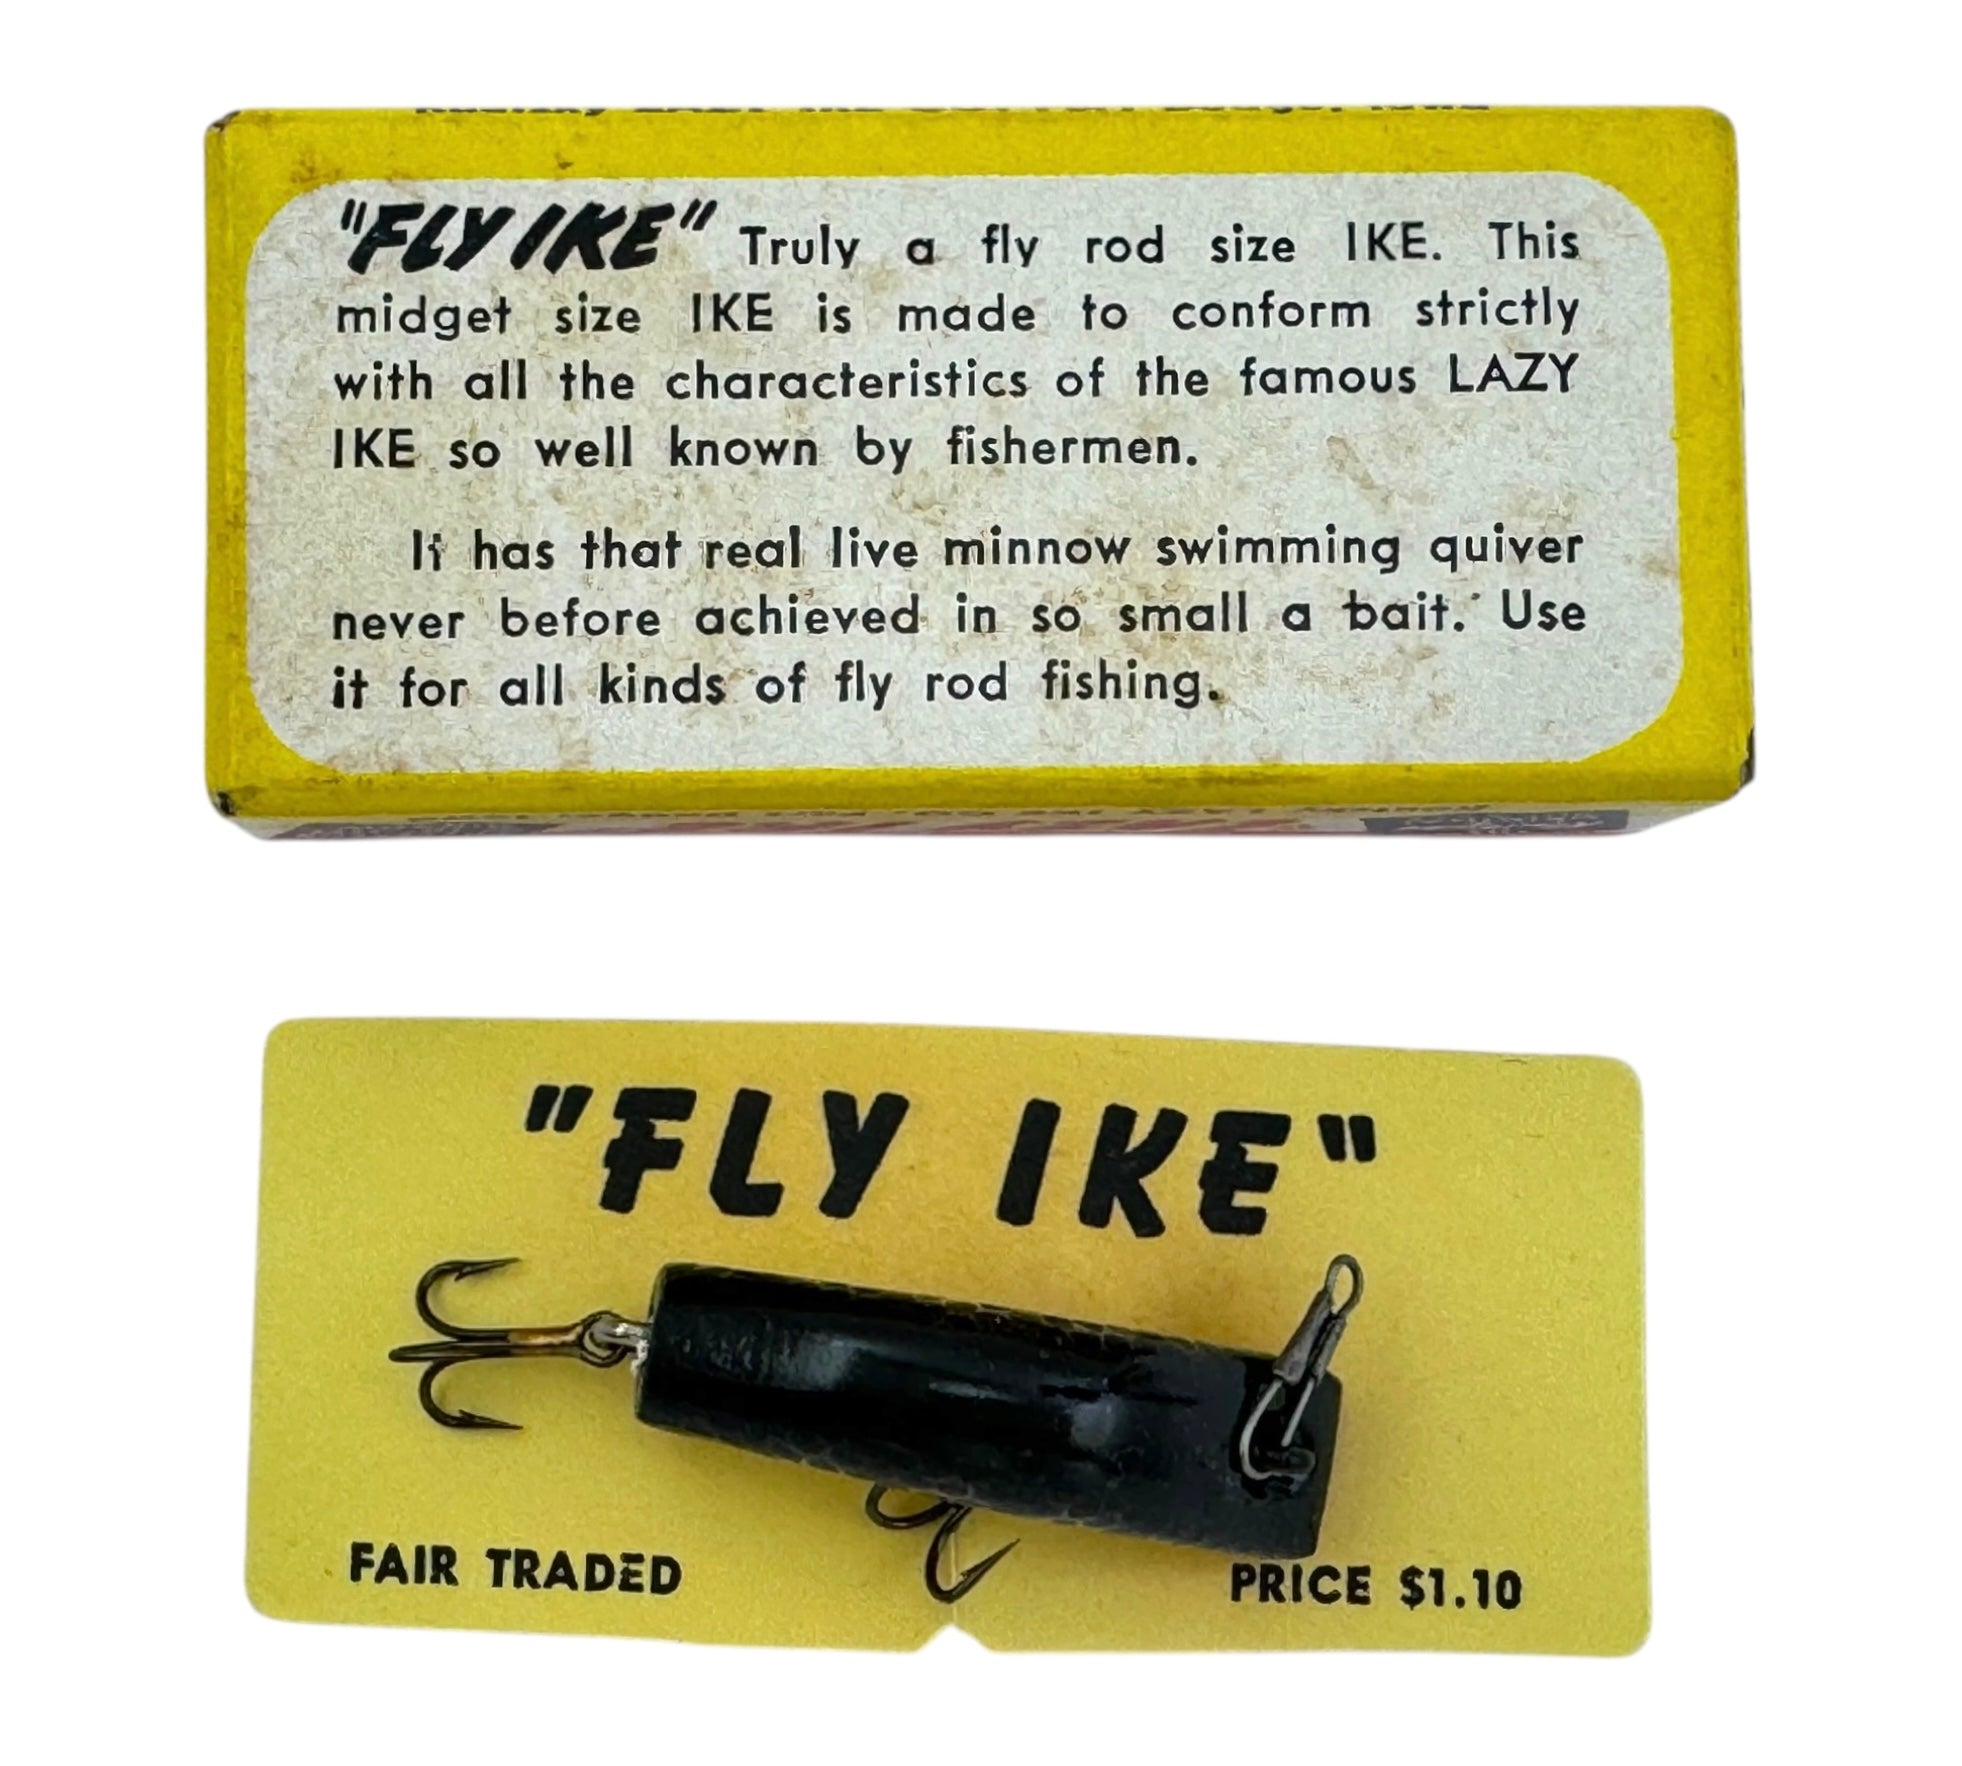 "FLY IKE" Truly a fly rod size IKE. This
midget size IKE is made to conform strictly
with all the characteristics of the famous LAZY
IKE so well known by fishermen.
It has that real live minnow swimming quiver
never before achieved in so small a bait. Use
it for all kinds of fly rod fishing.
"FLY IKE"
FAIR TRADED
PRICE $1.10